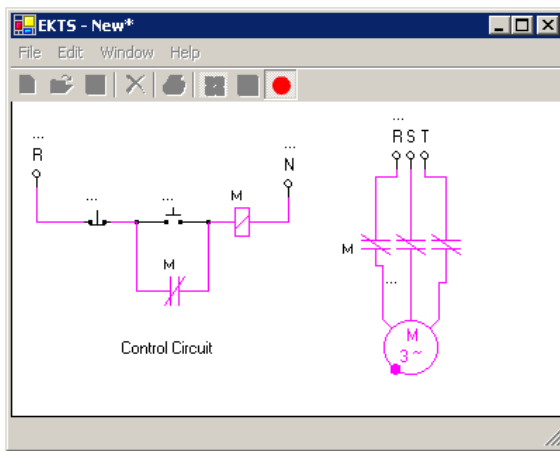 EKTS - New*
File Edit Window Help
...
R
...
...
M
...
N
M
Control Circuit
...
R S T
M
...
M
3 ~